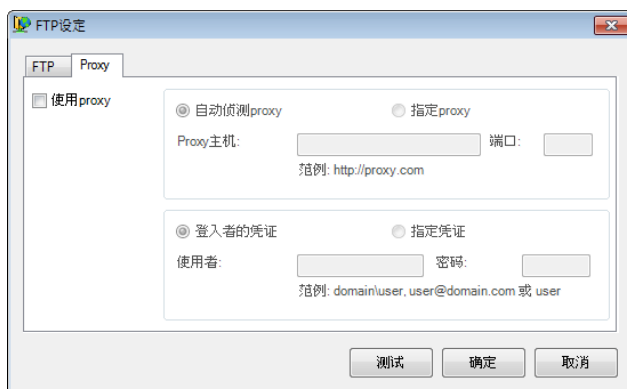 FTP设定
FTP Proxy
使用proxy
自动侦测proxy 指定proxy
Proxy主机: 端口:
范例: http://proxy.com
登入者的凭证 指定凭证
使用者: 密码:
范例: domain\user, user@domain.com 或 user
测试 确定 取消